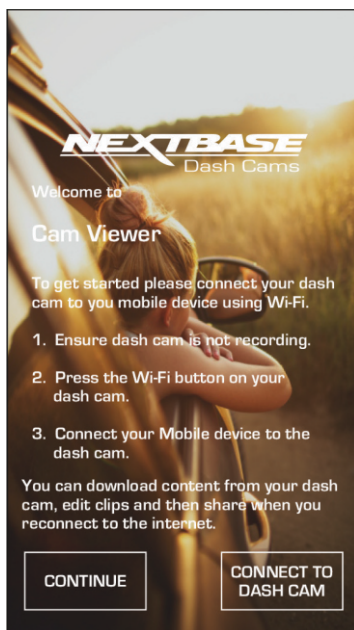 NEXTBASE
Dash Cams
Welcome to
Cam Viewer
To get started please connect your dash
cam to you mobile device using Wi-Fi.
1. Ensure dash cam is not recording.
2. Press the Wi-Fi button on your
dash cam.
3. Connect your Mobile device to the
dash cam.
You can download content from your dash
cam, edit clips and then share when you
reconnect to the internet.
CONTINUE
CONNECT TO
DASH CAM